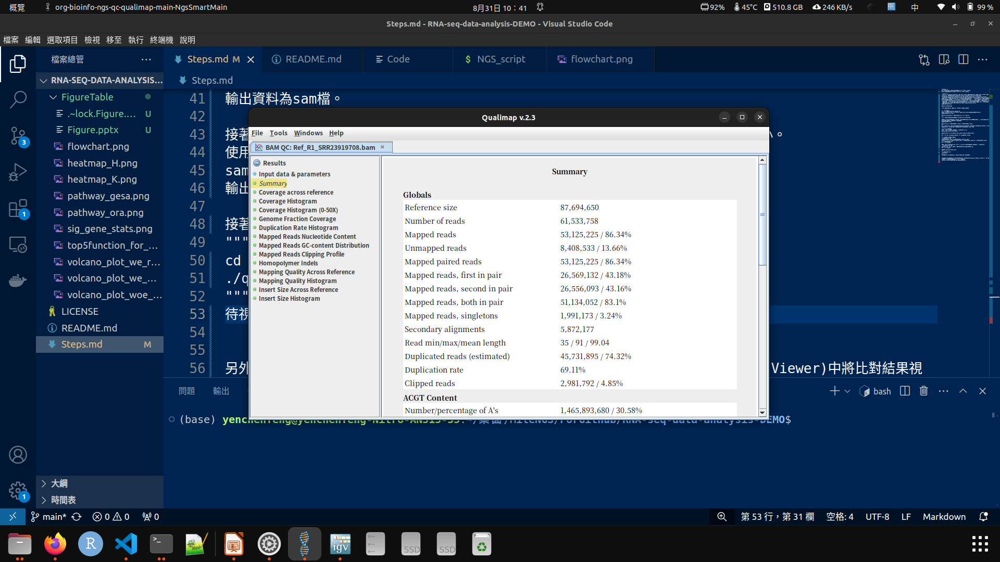 概覽 org-bioinfo-ngs-qc-qualimap-main-NgsSmartMain 8月31日 10：41 92% 45°C 510.8 GB 246 KB/s 中 99 %
Steps.md - RNA-seq-data-analysis-DEMO - Visual Studio Code
檔案 編輯 選取項目 檢視 移至 執行 終端機 說明
檔案總管
Steps.md M README.md Code NGS_script flowchart.png
RNA-SEQ-DATA-ANALYSIS...
Steps.md
FigureTable
.~lock.Figure.... U
Figure.pptx U
flowchart.png
heatmap_H.png
heatmap_K.png
pathway_gesa.png
pathway_ora.png
sig_gene_stats.png
top5function_for_...
volcano_plot_we_r...
volcano_plot_we_...
volcano_plot_woe_...
LICENSE
README.md
Steps.md M
大綱
時間表
3
1
1
41 輸出資料為sam檔。
42
43 接著
44 使用
45 sam
46 輸出
47
48 接著
49 """
50 cd
51 ./q
52 """
53 待視
54
55
56 另外 Viewer)中將比對結果視
Qualimap v.2.3
File Tools Windows Help
BAM QC: Ref_R1_SRR23919708.bam
Results
Input data & parameters
Summary
Coverage across reference
Coverage Histogram
Coverage Histogram (0-50X)
Genome Fraction Coverage
Duplication Rate Histogram
Mapped Reads Nucleotide Content
Mapped Reads GC-content Distribution
Mapped Reads Clipping Profile
Homopolymer Indels
Mapping Quality Across Reference
Mapping Quality Histogram
Insert Size Across Reference
Insert Size Histogram
Summary
Globals
Reference size 87,694,650
Number of reads 61,533,758
Mapped reads 53,125,225 / 86.34%
Unmapped reads 8,408,533 / 13.66%
Mapped paired reads 53,125,225 / 86.34%
Mapped reads, first in pair 26,569,132 / 43.18%
Mapped reads, second in pair 26,556,093 / 43.16%
Mapped reads, both in pair 51,134,052 / 83.1%
Mapped reads, singletons 1,991,173 / 3.24%
Secondary alignments 5,872,177
Read min/max/mean length 35 / 91 / 99.04
Duplicated reads (estimated) 45,731,895 / 74.32%
Duplication rate 69.11%
Clipped reads 2,981,792 / 4.85%
ACGT Content
Number/percentage of A's 1,465,893,680 / 30.58%
問題 輸出 bash
(base) yenchenfeng@yenchenfeng-Nitro-AN515-55:~/桌面/HitCNGS/ForGithub/RNA-seq-data-analysis-DEMO$
main* 0 0 0 第 53 行，第 31 欄 空格: 4 UTF-8 LF Markdown
R igv SSD SSD